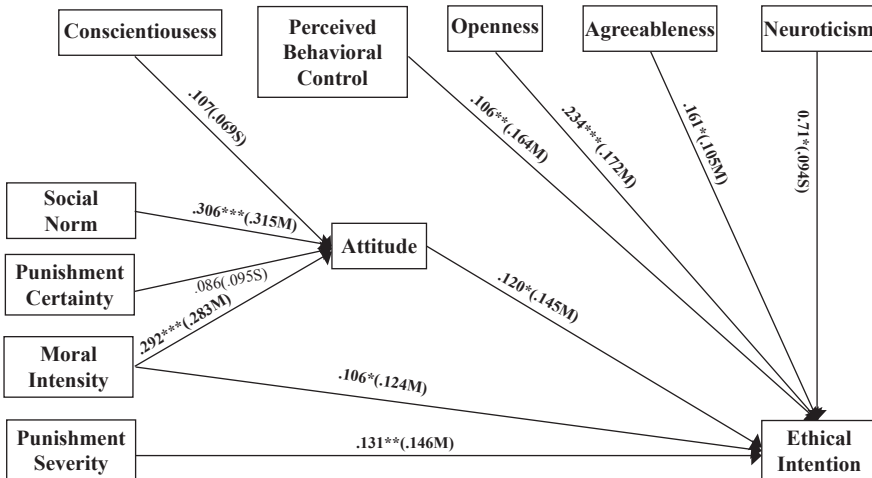 Conscientiousess
Perceived
Behavioral
Control
Openness
Agreeableness
Neuroticism
.107(.069S)
.106**(.164M)
.234***(.172M)
.161*(.105M)
0.71*(.094S)
Social
Norm
.306***(.315M)
Attitude
Punishment
Certainty
.086(.095S)
.292***(.283M)
.120*(.145M)
Moral
Intensity
.106*(.124M)
Punishment
Severity
.131**(.146M)
Ethical
Intention